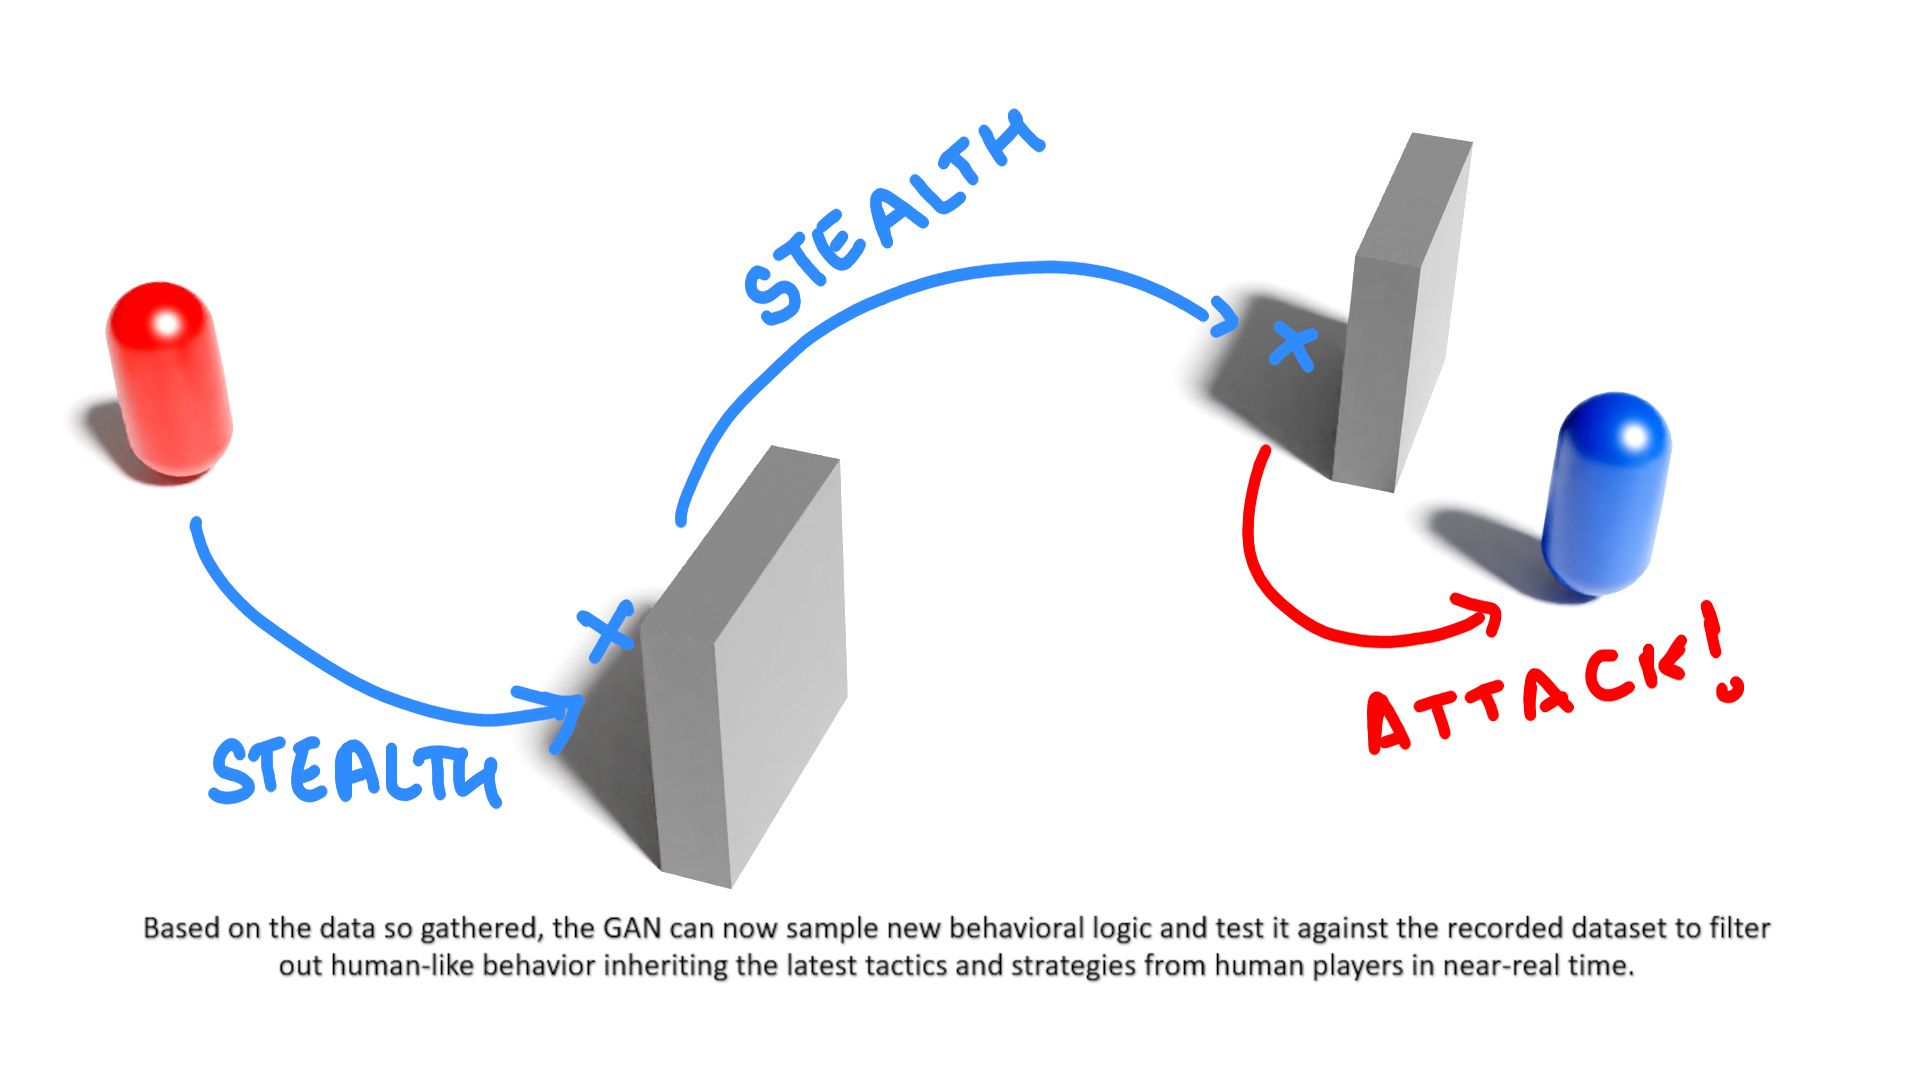 STEALTH
STEALTH
ATTACK!
Based on the data so gathered, the GAN can now sample new behavioral logic and test it against the recorded dataset to filter
out human-like behavior inheriting the latest tactics and strategies from human players in near-real time.